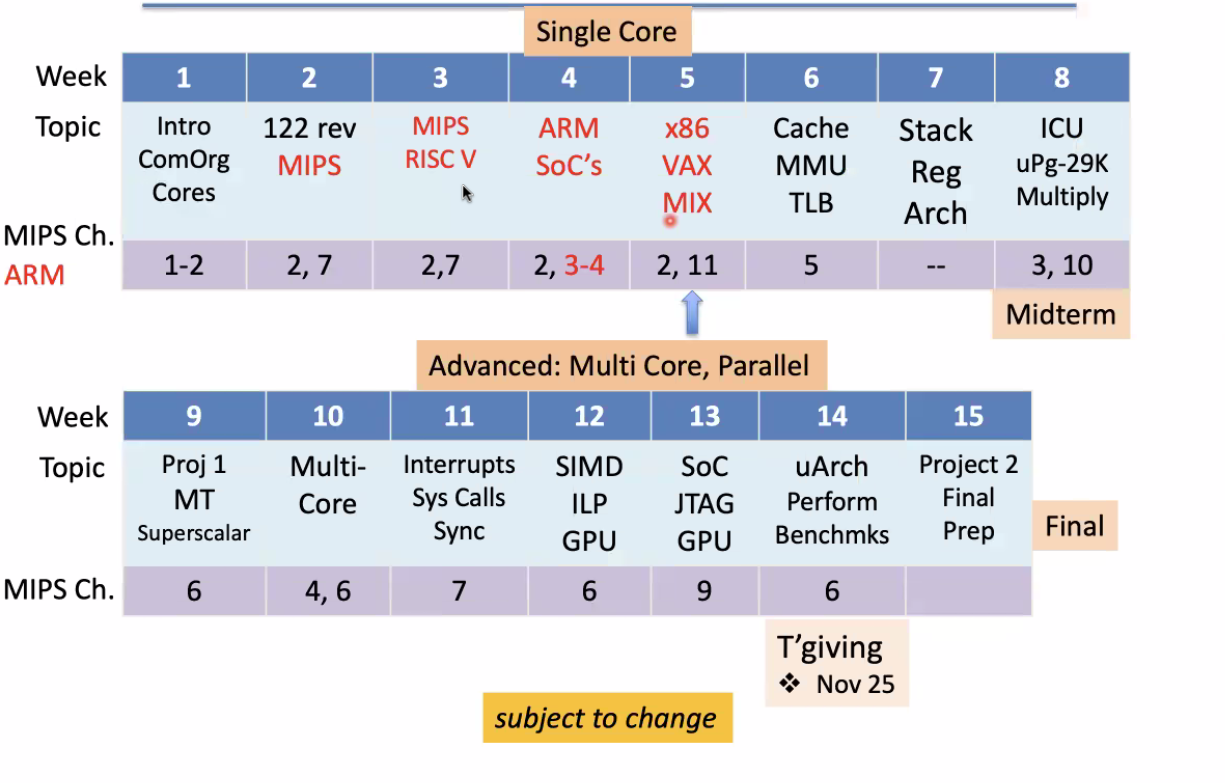 Single Core
Week 1 2 3 4 5 6 7 8
Topic
Intro
ComOrg
Cores
122 rev
MIPS
MIPS
RISC V
ARM
SoC's
x86
VAX
MIX
Cache
MMU
TLB
Stack
Reg
Arch
ICU
uPg-29K
Multiply
MIPS Ch.
ARM
1-2 2, 7 2,7 2, 3-4 2, 11 5 -- 3, 10
Midterm
Advanced: Multi Core, Parallel
Week 9 10 11 12 13 14 15
Topic
Proj 1
MT
Superscalar
Multi-
Core
Interrupts
Sys Calls
Sync
SIMD
ILP
GPU
SoC
JTAG
GPU
uArch
Perform
Benchmks
Project 2
Final
Prep
Final
MIPS Ch. 6 4, 6 7 6 9 6
T'giving
❖ Nov 25
subject to change